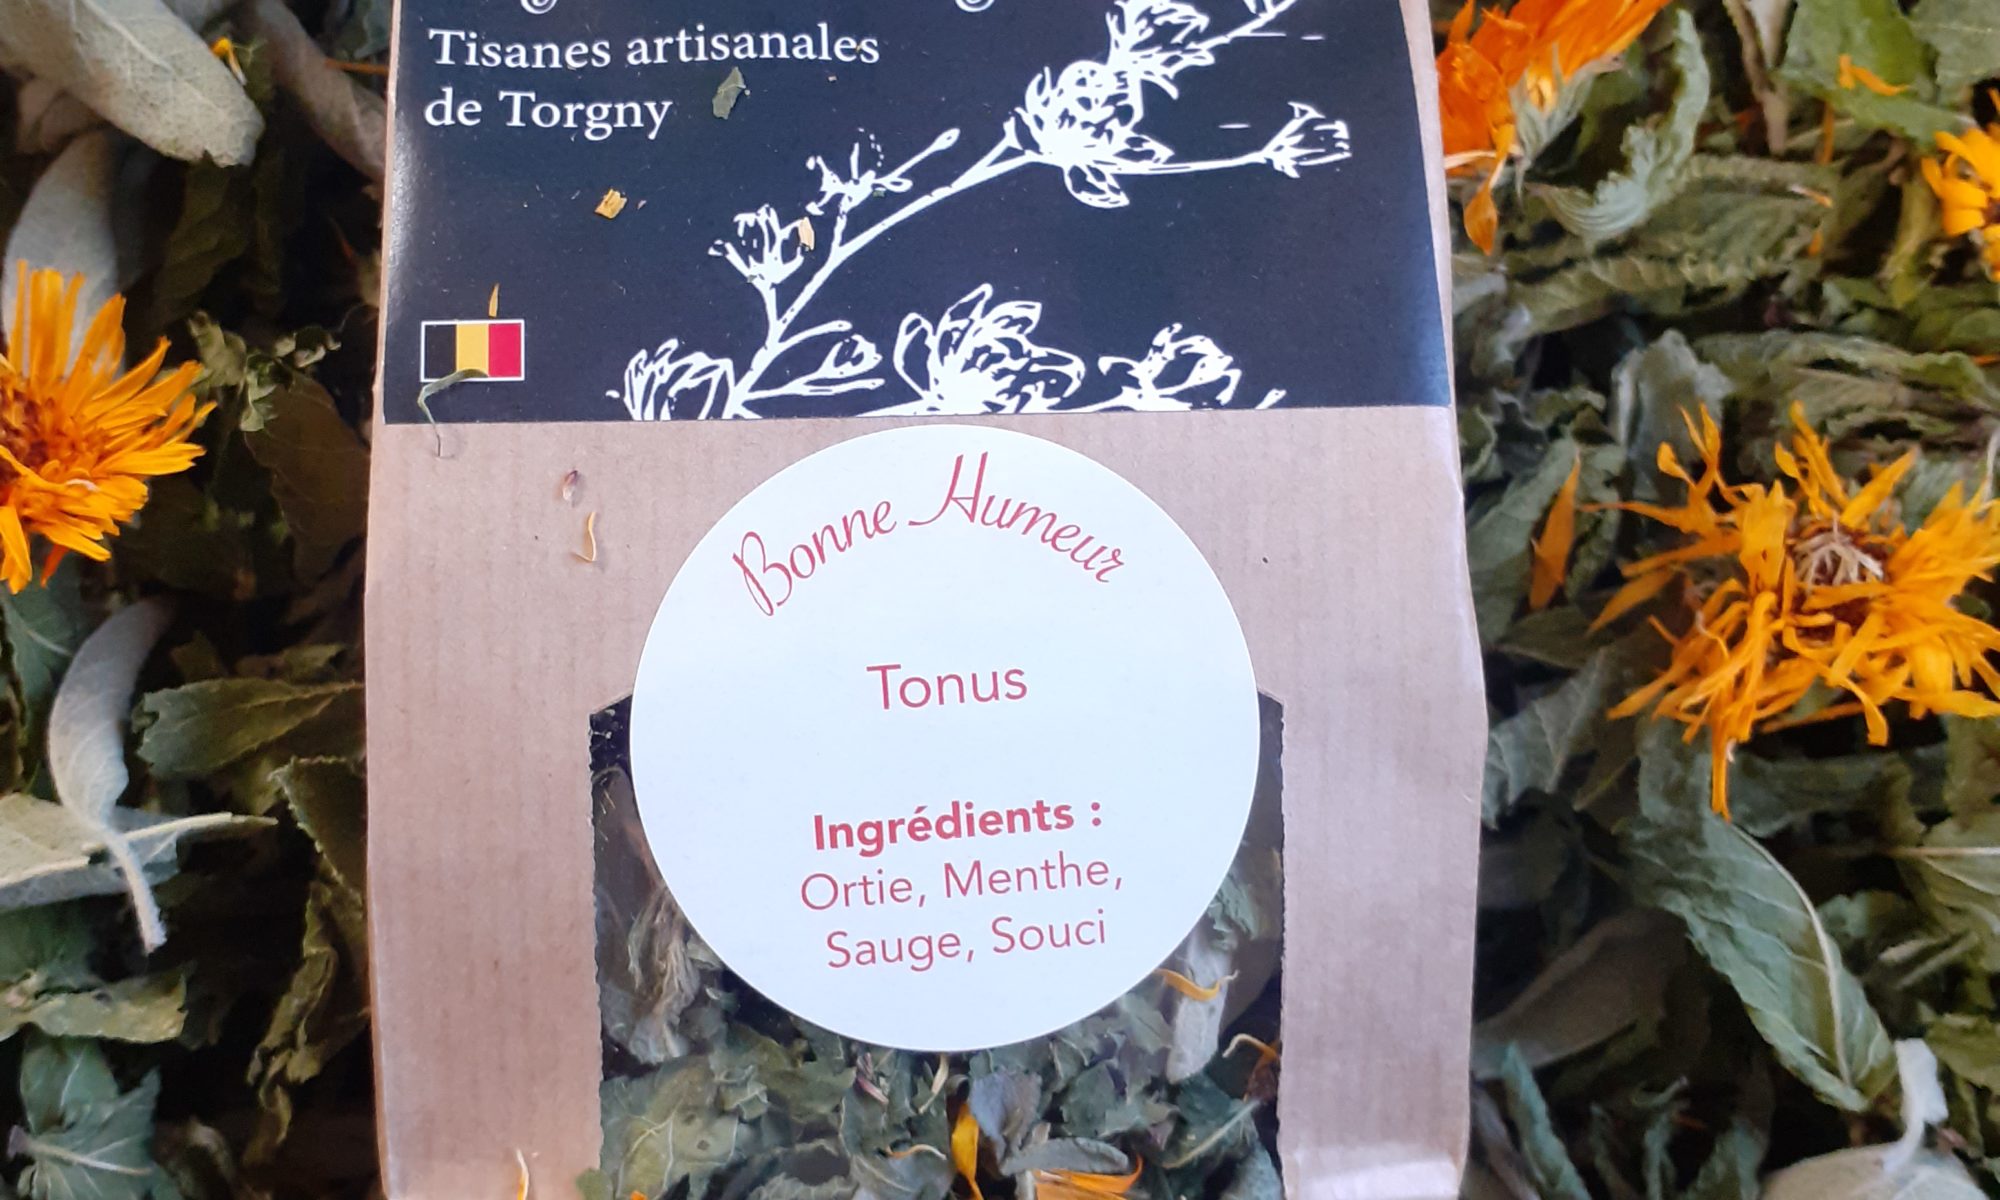 Tisanes artisanales
de Torgny
Bonne Humeur
Tonus
Ingrédients :
Ortie, Menthe,
Sauge, Souci